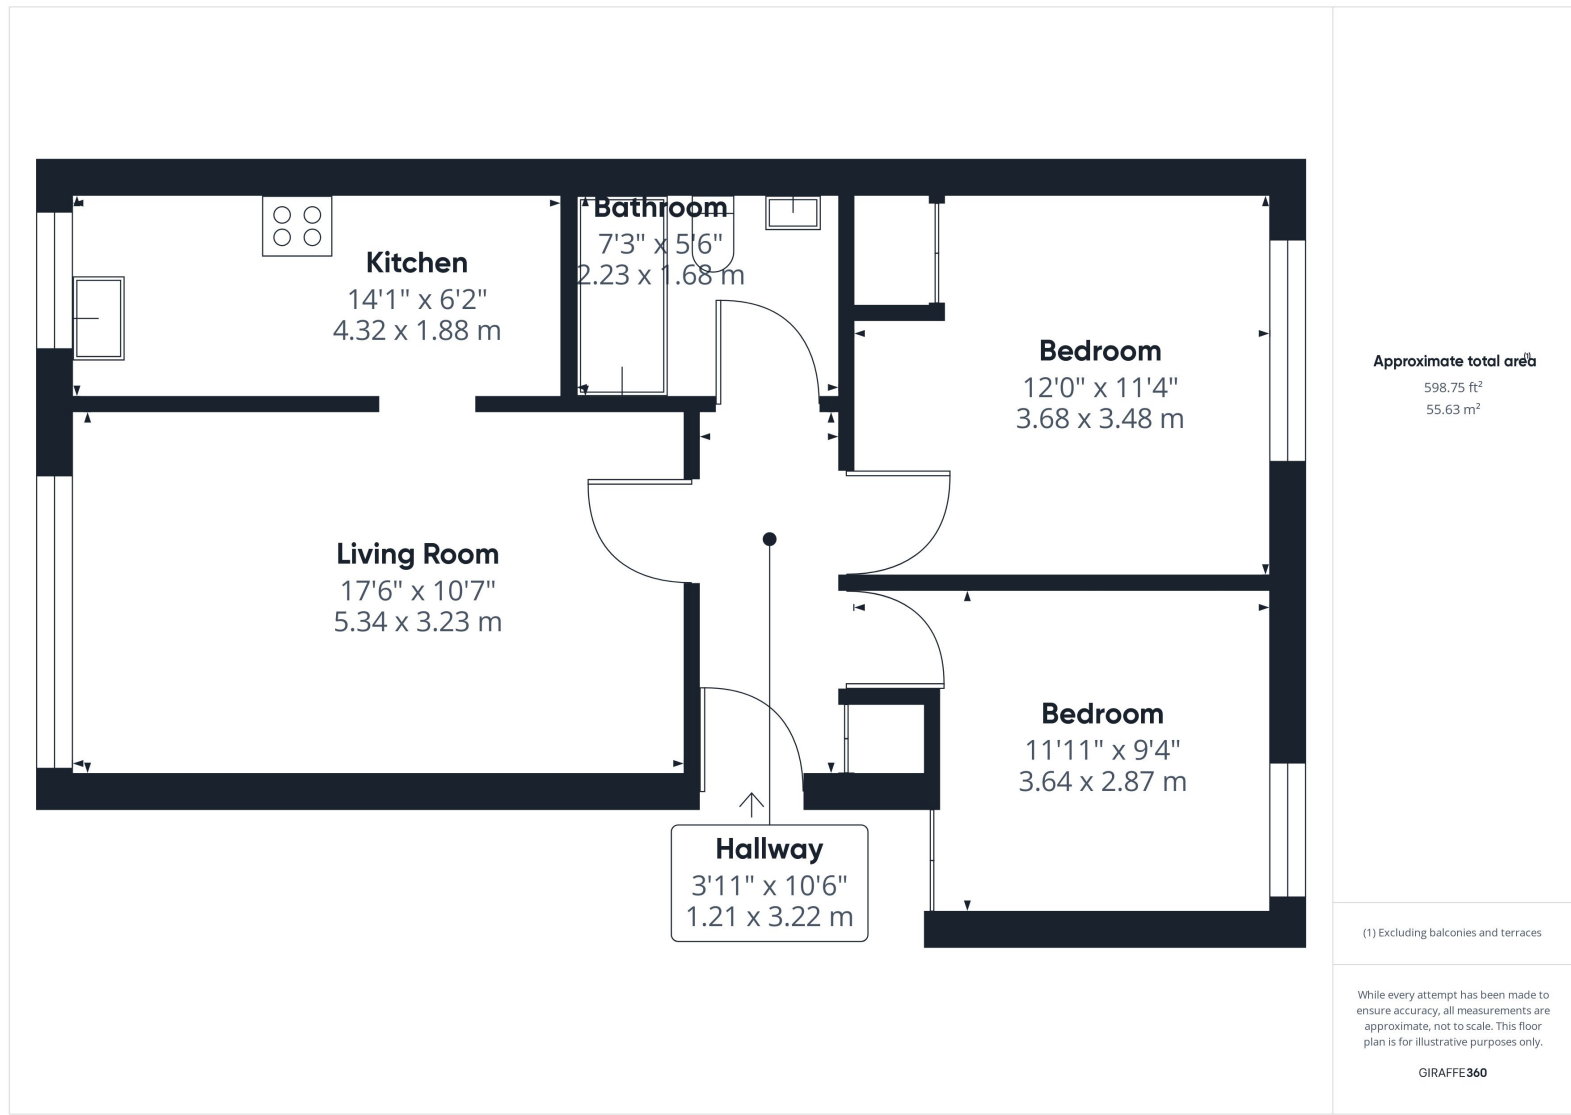 Kitchen
14'1" x 6'2"
4.32 x 1.88 m
Bathroom
7'3" x 5'6"
2.23 x 1.68 m
Bedroom
12'0" x 11'4"
3.68 x 3.48 m
Living Room
17'6" x 10'7"
5.34 x 3.23 m
Bedroom
11'11" x 9'4"
3.64 x 2.87 m
Hallway
3'11" x 10'6"
1.21 x 3.22 m
Approximate total area(1)
598.75 ft²
55.63 m²
(1) Excluding balconies and terraces
While every attempt has been made to
ensure accuracy, all measurements are
approximate, not to scale. This floor
plan is for illustrative purposes only.
GIRAFFE360